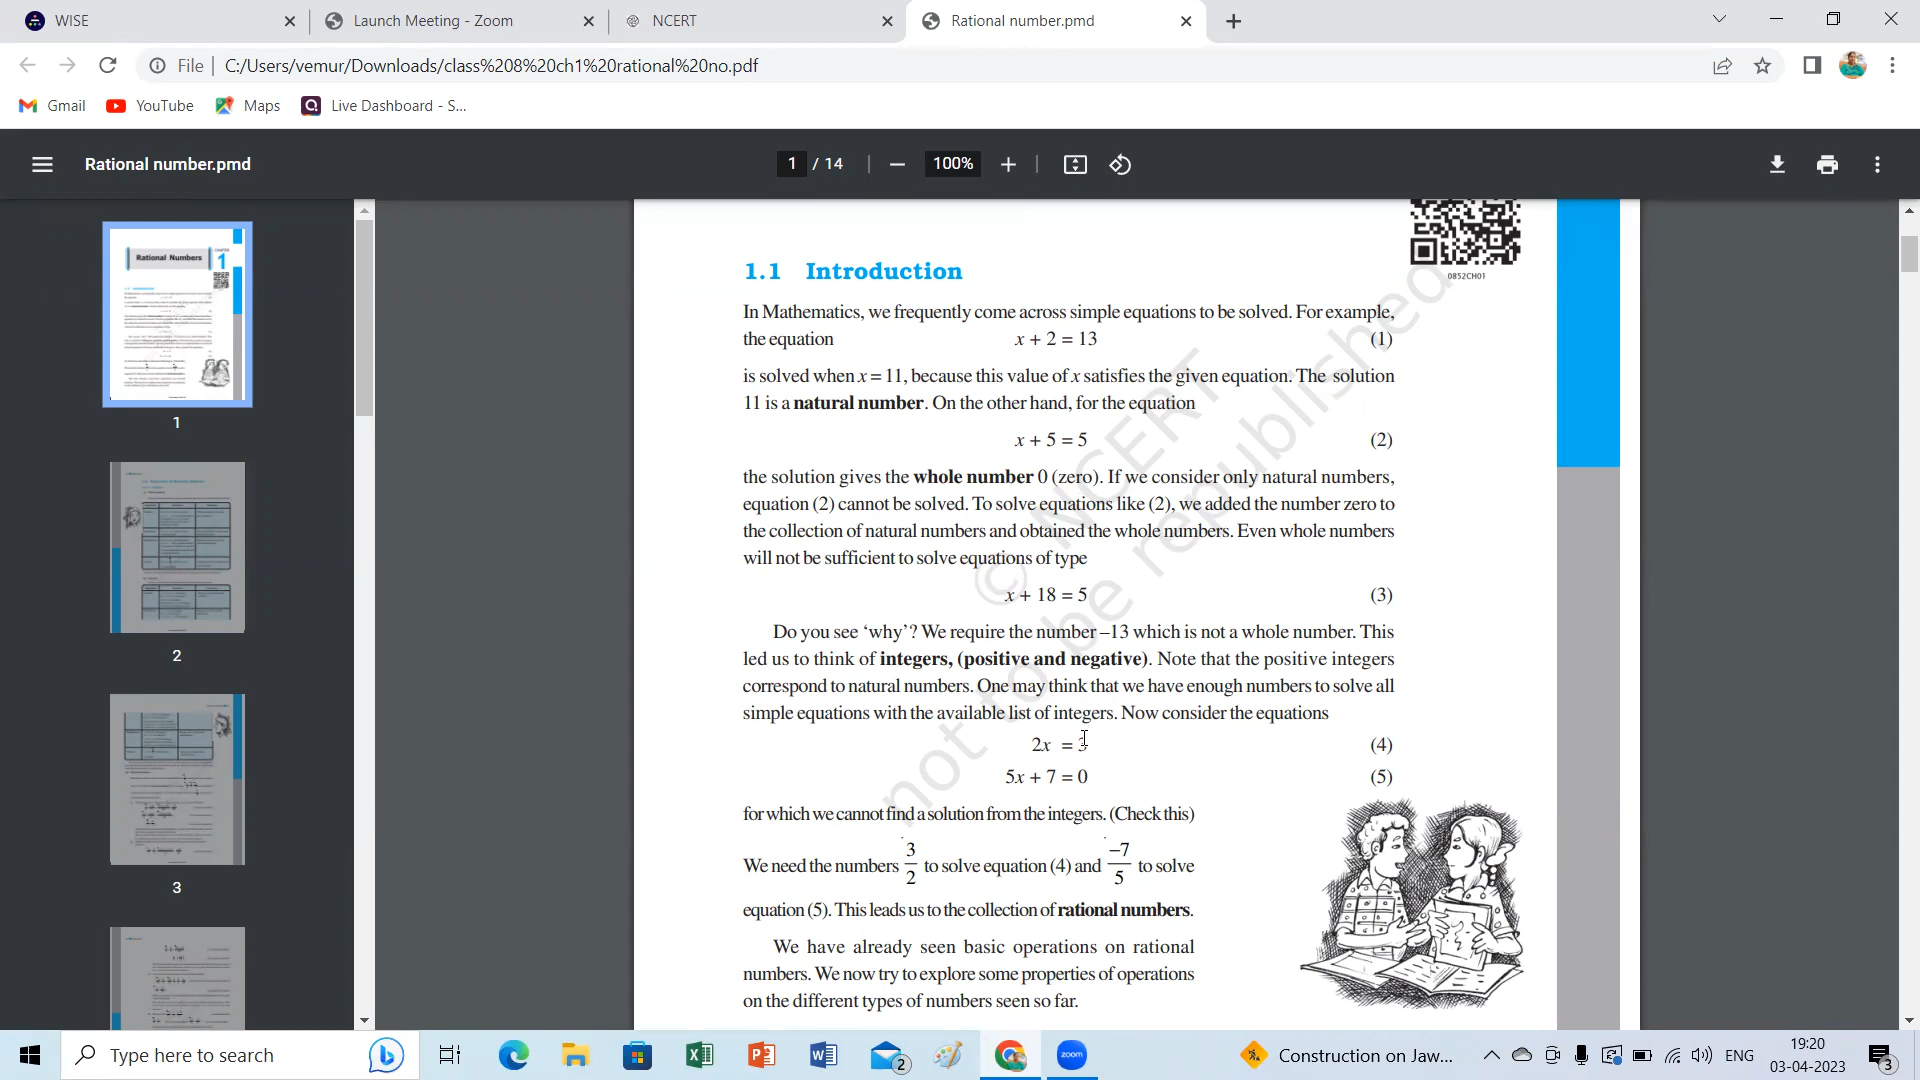 WISE
Launch Meeting - Zoom
NCERT
Rational number.pmd
File
C:/Users/vemur/Downloads/class%208%20ch1%20rational%20no.pdf
Gmail
YouTube
Maps
Live Dashboard - S...
Rational number.pmd
1 / 14
100%
Rational Numbers
CHAPTER
1
1
2
3
0852CH01
1.1 Introduction
In Mathematics, we frequently come across simple equations to be solved. For example,
the equation x + 2 = 13 (1)
is solved when x = 11, because this value of x satisfies the given equation. The solution
11 is a natural number. On the other hand, for the equation
x + 5 = 5 (2)
the solution gives the whole number 0 (zero). If we consider only natural numbers,
equation (2) cannot be solved. To solve equations like (2), we added the number zero to
the collection of natural numbers and obtained the whole numbers. Even whole numbers
will not be sufficient to solve equations of type
x + 18 = 5 (3)
Do you see ‘why’? We require the number –13 which is not a whole number. This
led us to think of integers, (positive and negative). Note that the positive integers
correspond to natural numbers. One may think that we have enough numbers to solve all
simple equations with the available list of integers. Now consider the equations
2x = 3 (4)
5x + 7 = 0 (5)
for which we cannot find a solution from the integers. (Check this)
We need the numbers 3/2 to solve equation (4) and –7/5 to solve
equation (5). This leads us to the collection of rational numbers.
We have already seen basic operations on rational
numbers. We now try to explore some properties of operations
on the different types of numbers seen so far.
© NCERT
not to be republished
Type here to search
2
zoom
Construction on Jaw...
ENG
19:20
03-04-2023
3